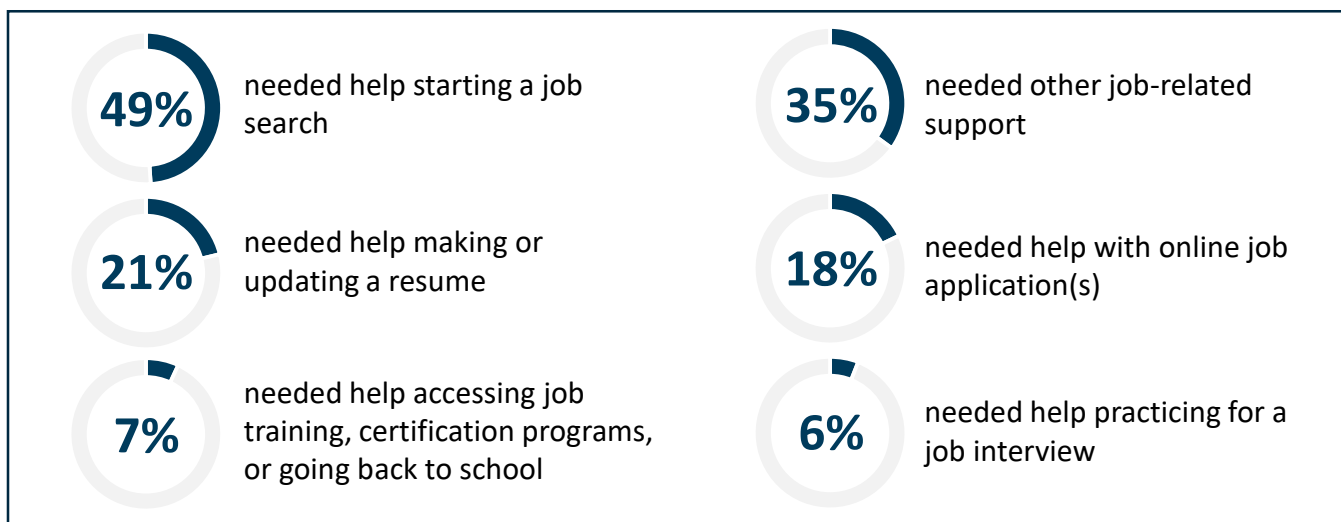 49%
needed help starting a job
search
35%
needed other job-related
support
21%
needed help making or
updating a resume
18%
needed help with online job
application(s)
7%
needed help accessing job
training, certification programs,
or going back to school
6%
needed help practicing for a
job interview